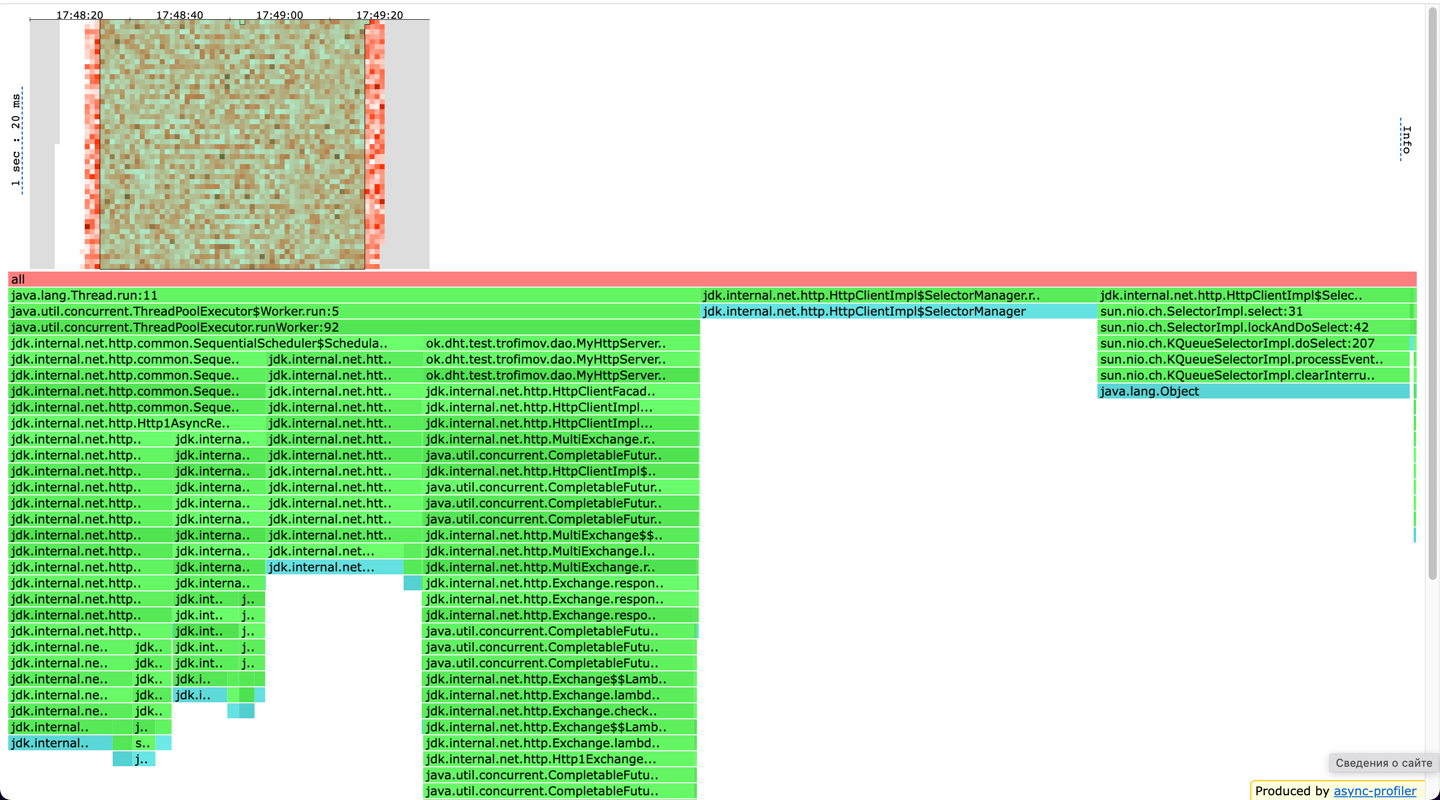 17:48:20 17:48:40 17:49:00 17:49:20
1 sec : 20 ms
Info
all
java.lang.Thread.run:11 jdk.internal.net.http.HttpClientImpl$SelectorManager.r.. jdk.internal.net.http.HttpClientImpl$Selec..
java.util.concurrent.ThreadPoolExecutor$Worker.run:5 jdk.internal.net.http.HttpClientImpl$SelectorManager sun.nio.ch.SelectorImpl.select:31
java.util.concurrent.ThreadPoolExecutor.runWorker:92 sun.nio.ch.SelectorImpl.lockAndDoSelect:42
jdk.internal.net.http.common.SequentialScheduler$Schedula.. ok.dht.test.trofimov.dao.MyHttpServer.. sun.nio.ch.KQueueSelectorImpl.doSelect:207
jdk.internal.net.http.common.Seque.. jdk.internal.net.htt.. ok.dht.test.trofimov.dao.MyHttpServer.. sun.nio.ch.KQueueSelectorImpl.processEvent..
jdk.internal.net.http.common.Seque.. jdk.internal.net.htt.. ok.dht.test.trofimov.dao.MyHttpServer.. sun.nio.ch.KQueueSelectorImpl.clearInterru..
jdk.internal.net.http.common.Seque.. jdk.internal.net.htt.. jdk.internal.net.http.HttpClientFacad.. java.lang.Object
jdk.internal.net.http.common.Seque.. jdk.internal.net.htt.. jdk.internal.net.http.HttpClientImpl...
jdk.internal.net.http.Http1AsyncRe.. jdk.internal.net.htt.. jdk.internal.net.http.HttpClientImpl...
jdk.internal.net.http.. jdk.interna.. jdk.internal.net.htt.. jdk.internal.net.http.MultiExchange.r..
jdk.internal.net.http.. jdk.interna.. jdk.internal.net.htt.. java.util.concurrent.CompletableFutur..
jdk.internal.net.http.. jdk.interna.. jdk.internal.net.htt.. jdk.internal.net.http.HttpClientImpl$..
jdk.internal.net.http.. jdk.interna.. jdk.internal.net.htt.. java.util.concurrent.CompletableFutur..
jdk.internal.net.http.. jdk.interna.. jdk.internal.net.htt.. java.util.concurrent.CompletableFutur..
jdk.internal.net.http.. jdk.interna.. jdk.internal.net.htt.. java.util.concurrent.CompletableFutur..
jdk.internal.net.http.. jdk.interna.. jdk.internal.net.htt.. jdk.internal.net.http.MultiExchange$$..
jdk.internal.net.http.. jdk.interna.. jdk.internal.net... jdk.internal.net.http.MultiExchange.l..
jdk.internal.net.http.. jdk.interna.. jdk.internal.net... jdk.internal.net.http.MultiExchange.r..
jdk.internal.net.http.. jdk.interna.. jdk.internal.net.http.Exchange.respon..
jdk.internal.net.http.. jdk.int.. j.. jdk.internal.net.http.Exchange.respon..
jdk.internal.net.http.. jdk.int.. j.. jdk.internal.net.http.Exchange.respo..
jdk.internal.net.http.. jdk.int.. j.. java.util.concurrent.CompletableFutu..
jdk.internal.ne.. jdk.. jdk.int.. j.. java.util.concurrent.CompletableFutu..
jdk.internal.ne.. jdk.. jdk.int.. j.. java.util.concurrent.CompletableFutu..
jdk.internal.ne.. jdk.. jdk.i.. jdk.internal.net.http.Exchange$$Lamb..
jdk.internal.ne.. jdk.. jdk.i.. jdk.internal.net.http.Exchange.lambd..
jdk.internal.ne.. jdk.. jdk.internal.net.http.Exchange.check..
jdk.internal.. j.. jdk.internal.net.http.Exchange$$Lamb..
jdk.internal.. s.. jdk.internal.net.http.Exchange.lambd..
j.. jdk.internal.net.http.Http1Exchange...
java.util.concurrent.CompletableFutu..
java.util.concurrent.CompletableFutu..
Сведения о сайте
Produced by async-profiler